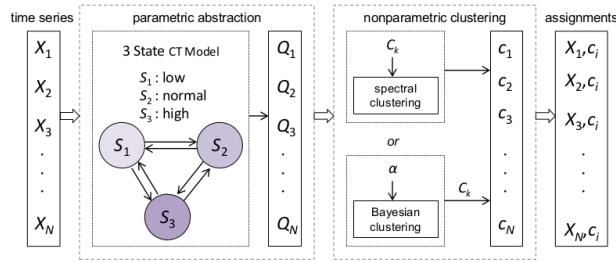 time series
parametric abstraction
nonparametric clustering
assignments
X1
X2
X3
.
.
.
XN
3 State CT Model
S1 : low
S2 : normal
S3 : high
S1
S2
S3
Q1
Q2
Q3
.
.
.
QN
Ck
spectral
clustering
or
α
Bayesian
clustering
Ck
c1
c2
c3
.
.
.
cN
X1, ci
X2, ci
X3, ci
.
.
.
XN, ci